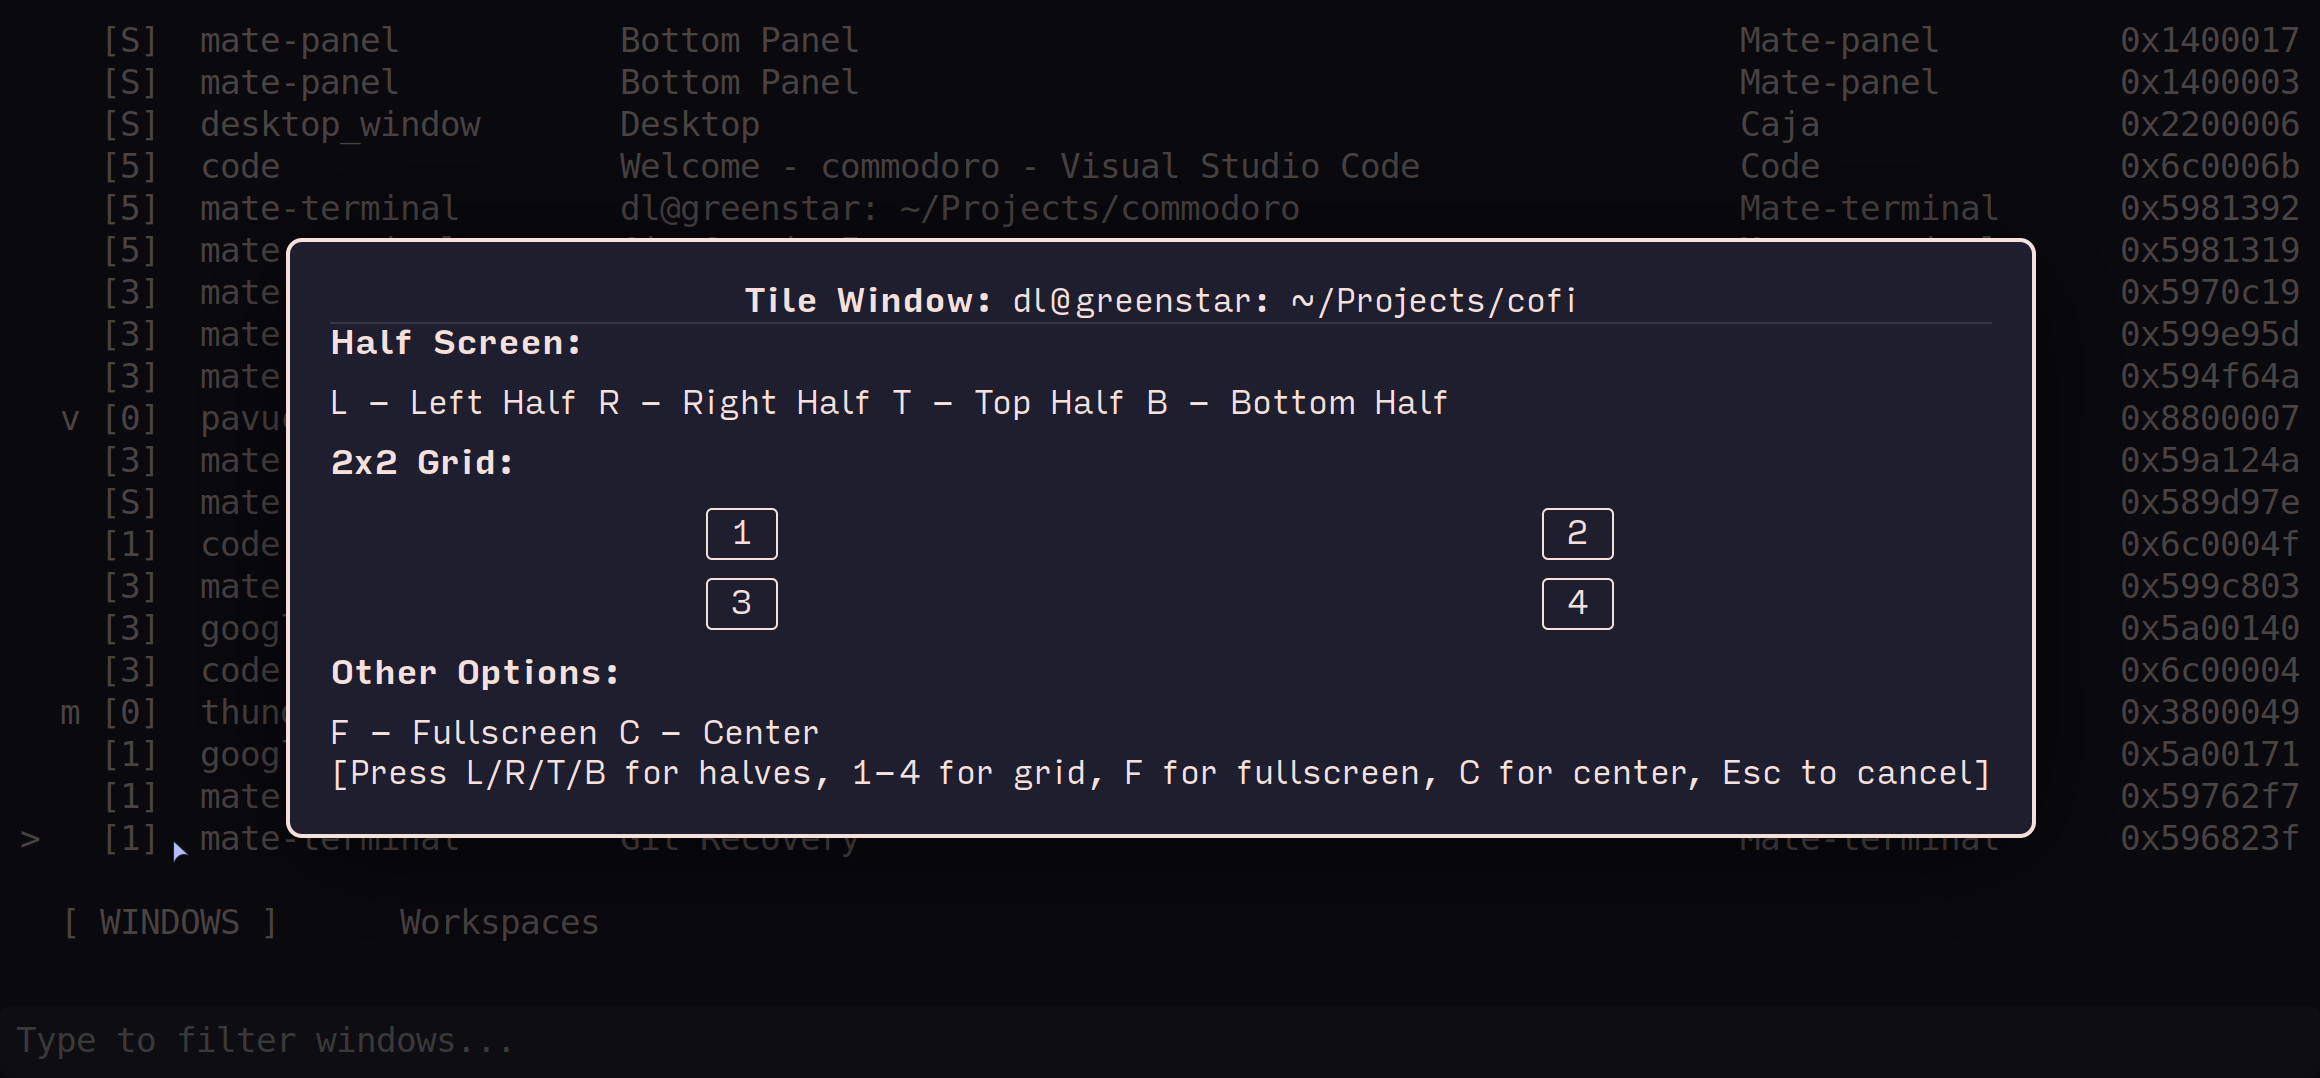 [S] mate-panel Bottom Panel Mate-panel 0x1400017
[S] mate-panel Bottom Panel Mate-panel 0x1400003
[S] desktop_window Desktop Caja 0x2200006
[5] code Welcome - commodoro - Visual Studio Code Code 0x6c0006b
[5] mate-terminal dl@greenstar: ~/Projects/commodoro Mate-terminal 0x5981392
[5] mate 0x5981319
[3] mate 0x5970c19
[3] mate 0x599e95d
[3] mate 0x594f64a
v [0] 0x8800007
[3] mate 0x59a124a
[S] mate 0x589d97e
[1] code 0x6c0004f
[3] mate 0x599c803
[3] 0x5a00140
[3] code 0x6c00004
m [0] 0x3800049
[1] 0x5a00171
[1] mate 0x59762f7
> [1] mate-terminal Git Recovery Mate-terminal 0x596823f
Tile Window: dl@greenstar: ~/Projects/cofi
Half Screen:
L - Left Half R - Right Half T - Top Half B - Bottom Half
2x2 Grid:
1 2
3 4
Other Options:
F - Fullscreen C - Center
[Press L/R/T/B for halves, 1-4 for grid, F for fullscreen, C for center, Esc to cancel]
[ WINDOWS ] Workspaces
Type to filter windows...